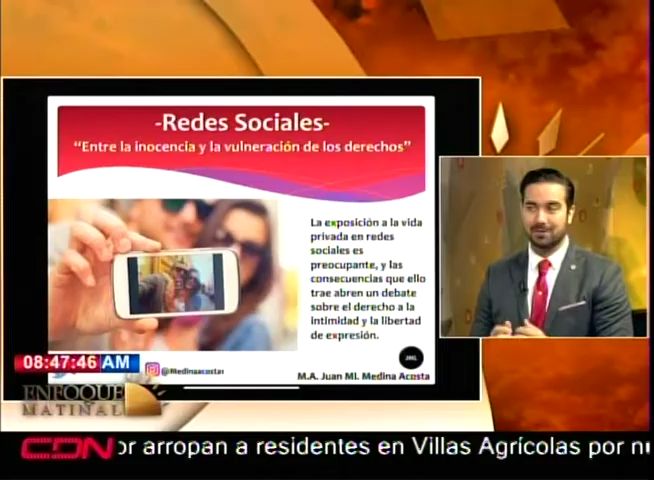 -Redes Sociales-
“Entre la inocencia y la vulneración de los derechos”
La exposición a la vida
privada en redes
sociales es
preocupante, y las
consecuencias que ello
trae abren un debate
sobre el derecho a la
intimidad y la libertad
de expresión.
@Medinaacostar
M.A. Juan Ml. Medina Acosta
08:47:46 AM
ENFOQUE
MATINAL
CDN
or arropan a residentes en Villas Agrícolas por